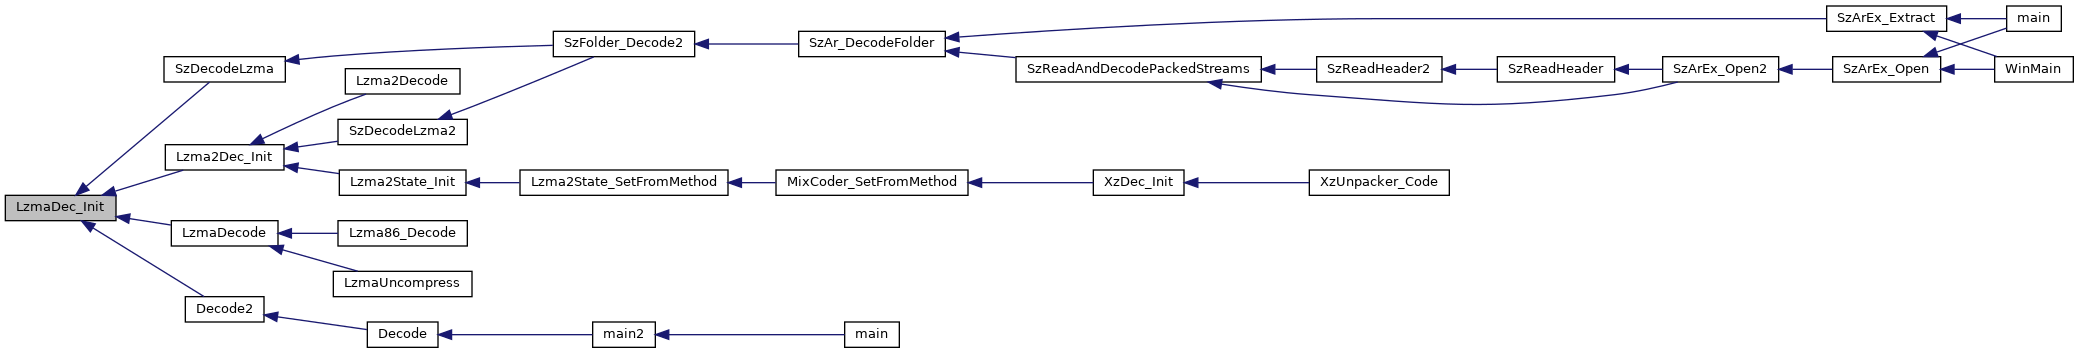 SzArEx_Extract
main
SzFolder_Decode2
SzAr_DecodeFolder
SzDecodeLzma
SzReadAndDecodePackedStreams
SzReadHeader2
SzReadHeader
SzArEx_Open2
SzArEx_Open
WinMain
Lzma2Decode
SzDecodeLzma2
Lzma2Dec_Init
Lzma2State_Init
Lzma2State_SetFromMethod
MixCoder_SetFromMethod
XzDec_Init
XzUnpacker_Code
LzmaDec_Init
LzmaDecode
Lzma86_Decode
LzmaUncompress
Decode2
Decode
main2
main